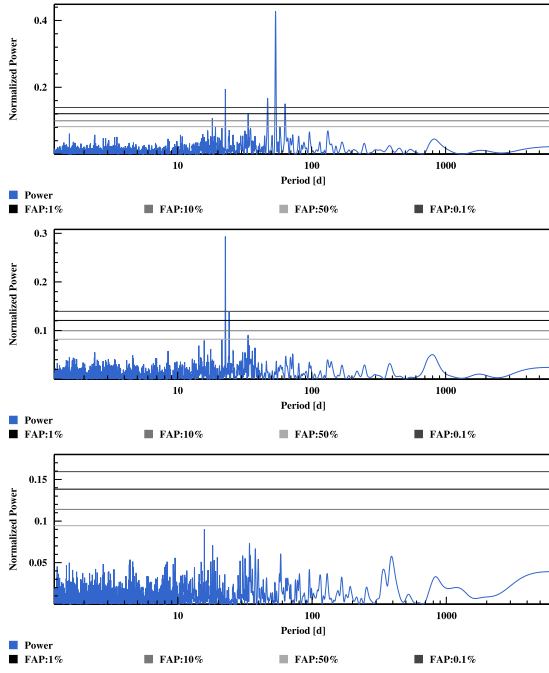 Normalized Power
0.4
0.2
10 100 1000
Period [d]
Power
FAP:1% FAP:10% FAP:50% FAP:0.1%
Normalized Power
0.3
0.2
0.1
10 100 1000
Period [d]
Power
FAP:1% FAP:10% FAP:50% FAP:0.1%
Normalized Power
0.15
0.1
0.05
10 100 1000
Period [d]
Power
FAP:1% FAP:10% FAP:50% FAP:0.1%